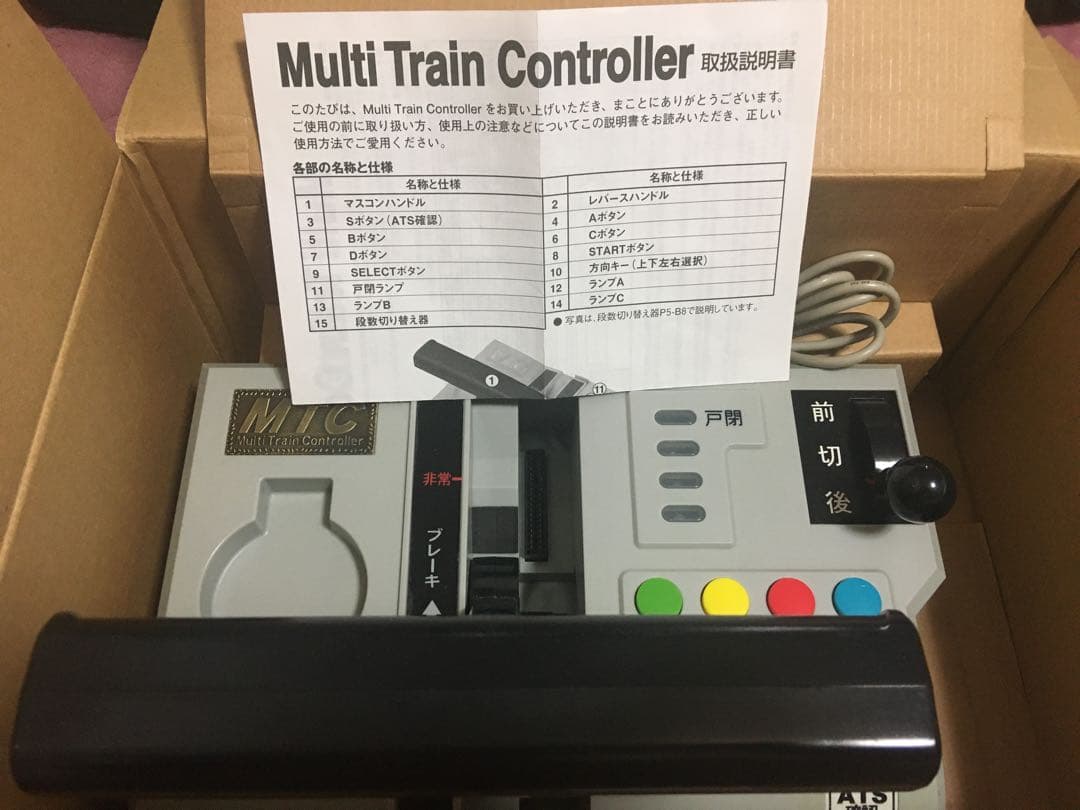 Multi Train Controller 取扱説明書
このたびは、Multi Train Controller をお買い上げいただき、まことにありがとうございます。
ご使用の前に取り扱い方、使用上の注意などについてこの説明書をお読みいただき、正しい
使用方法でご愛用ください。
各部の名称と仕様
名称と仕様 名称と仕様
1 マスコンハンドル 2 レバースハンドル
3 Sボタン(ATS確認) 4 Aボタン
5 Bボタン 6 Cボタン
7 Dボタン 8 STARTボタン
9 SELECTボタン 10 方向キー(上下左右選択)
11 戸閉ランプ 12 ランプA
13 ランプB 14 ランプC
15 段数切り替え器
●写真は、段数切り替え器P5-B8で説明しています。
1
11
MTC
Multi Train Controller
非常
ブレーキ
戸閉
前
切
後
ATS
確認